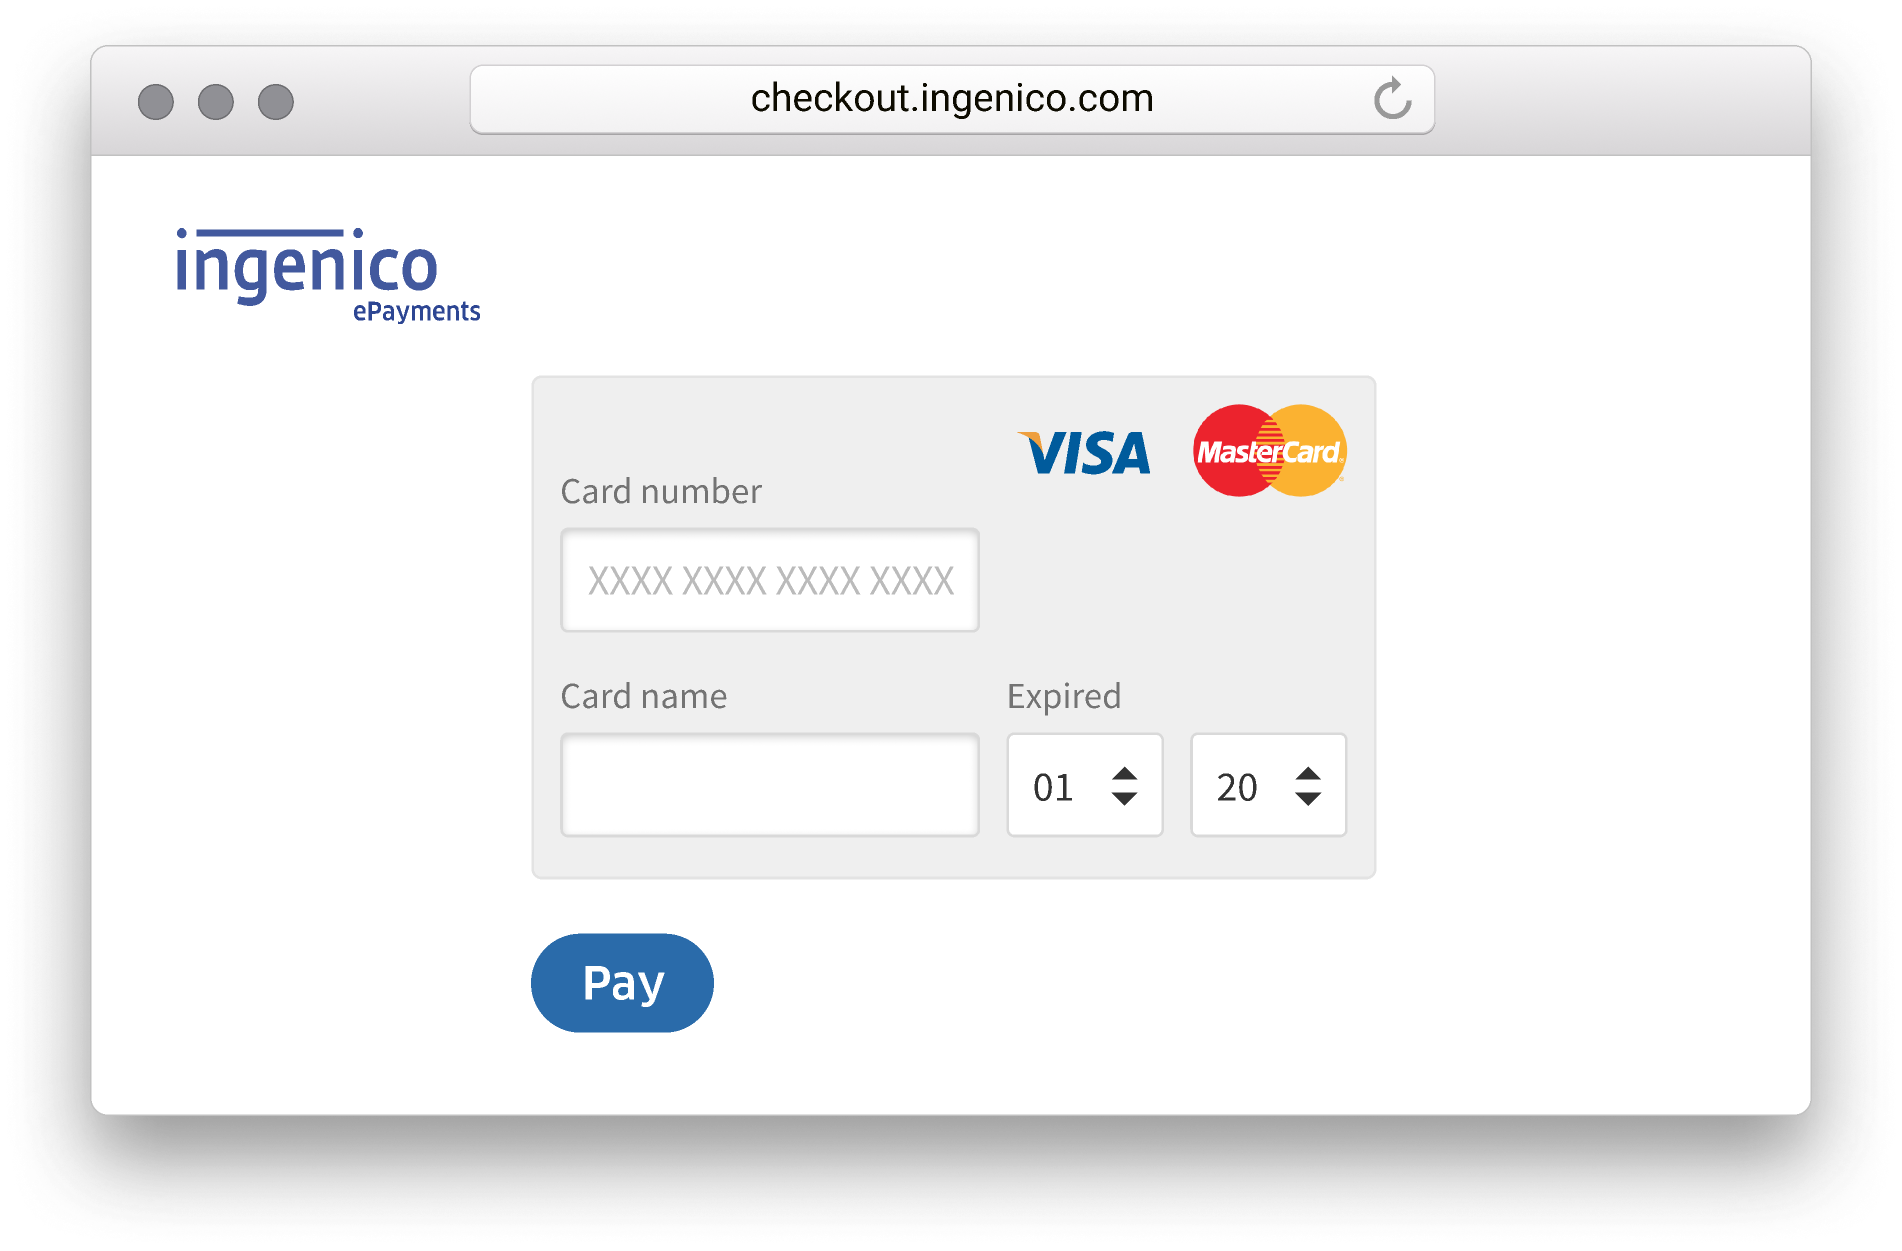 checkout.ingenico.com
ingenico
ePayments
VISA
MasterCard
Card number
XXXX XXXX XXXX XXXX
Card name
Expired
01
20
Pay